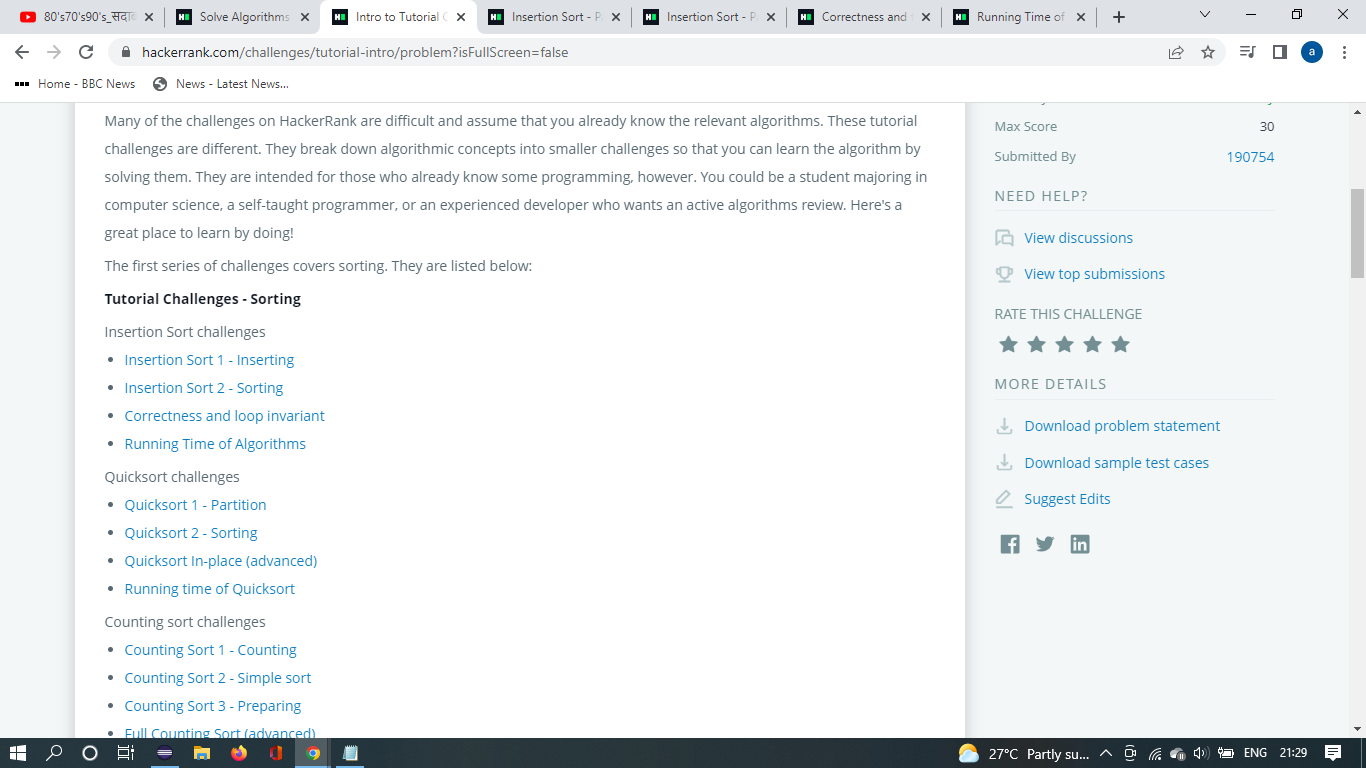 80's70's90's_सदाब
Solve Algorithms
Intro to Tutorial C
Insertion Sort - Pa
Insertion Sort - P
Correctness and
Running Time of
hackerrank.com/challenges/tutorial-intro/problem?isFullScreen=false
a
Home - BBC News
News - Latest News...
Many of the challenges on HackerRank are difficult and assume that you already know the relevant algorithms. These tutorial
challenges are different. They break down algorithmic concepts into smaller challenges so that you can learn the algorithm by
solving them. They are intended for those who already know some programming, however. You could be a student majoring in
computer science, a self-taught programmer, or an experienced developer who wants an active algorithms review. Here's a
great place to learn by doing!
The first series of challenges covers sorting. They are listed below:
Tutorial Challenges - Sorting
Insertion Sort challenges
Insertion Sort 1 - Inserting
Insertion Sort 2 - Sorting
Correctness and loop invariant
Running Time of Algorithms
Quicksort challenges
Quicksort 1 - Partition
Quicksort 2 - Sorting
Quicksort In-place (advanced)
Running time of Quicksort
Counting sort challenges
Counting Sort 1 - Counting
Counting Sort 2 - Simple sort
Counting Sort 3 - Preparing
Full Counting Sort (advanced)
Max Score 30
Submitted By 190754
NEED HELP?
View discussions
View top submissions
RATE THIS CHALLENGE
MORE DETAILS
Download problem statement
Download sample test cases
Suggest Edits
27°C Partly su...
ENG
21:29